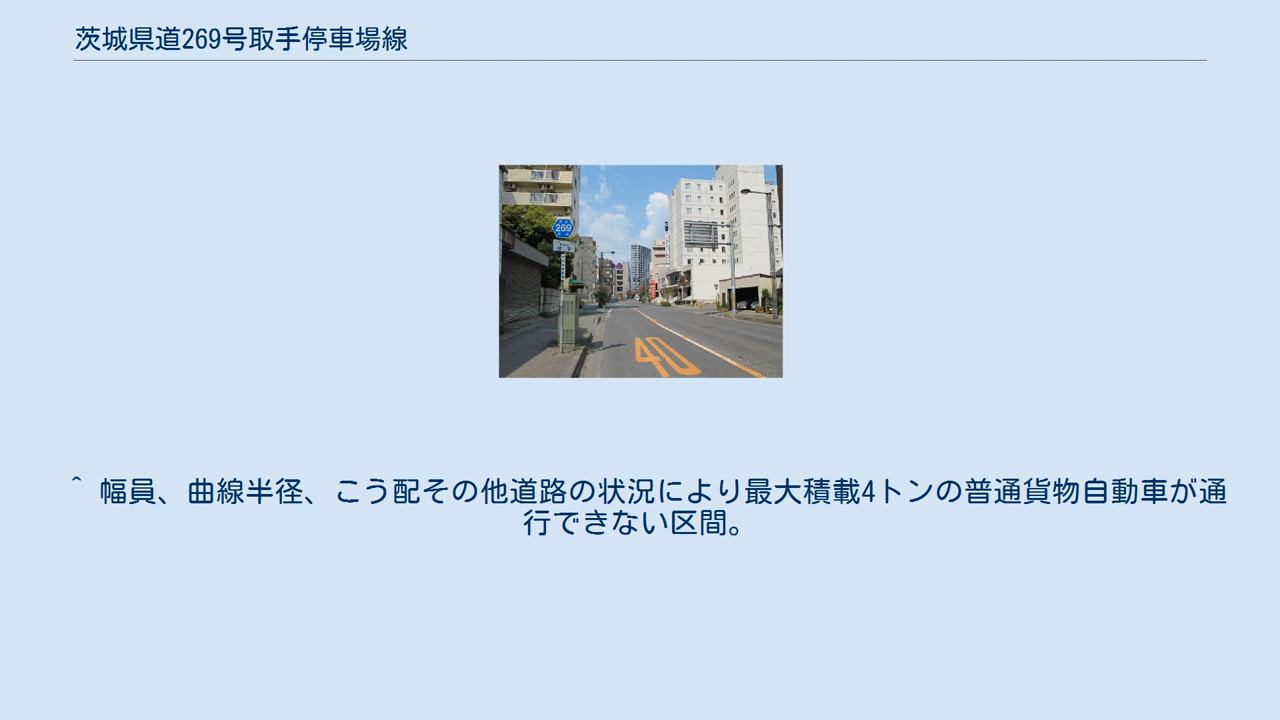 茨城県道269号取手停車場線
269
40
^ 幅員、曲線半径、こう配その他道路の状況により最大積載4トンの普通貨物自動車が通
行できない区間。